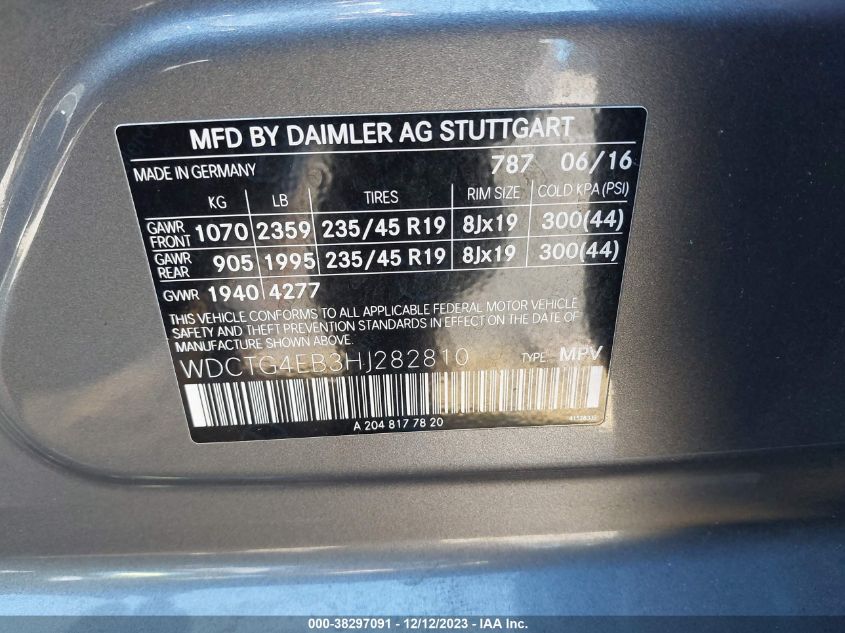 MFD BY DAIMLER AG STUTTGART
MADE IN GERMANY 787 06/16
KG LB TIRES RIM SIZE COLD KPA (PSI)
GAWR FRONT 1070 2359 235/45 R19 8Jx19 300(44)
GAWR REAR 905 1995 235/45 R19 8Jx19 300(44)
GVWR 1940 4277
THIS VEHICLE CONFORMS TO ALL APPLICABLE FEDERAL MOTOR VEHICLE
SAFETY AND THEFT PREVENTION STANDARDS IN EFFECT ON THE DATE OF
MANUFACTURE SHOWN ABOVE.
WDCTG4EB3HJ282810 TYPE MPV
A 204 817 78 20
000-38297091 - 12/12/2023 - IAA Inc.